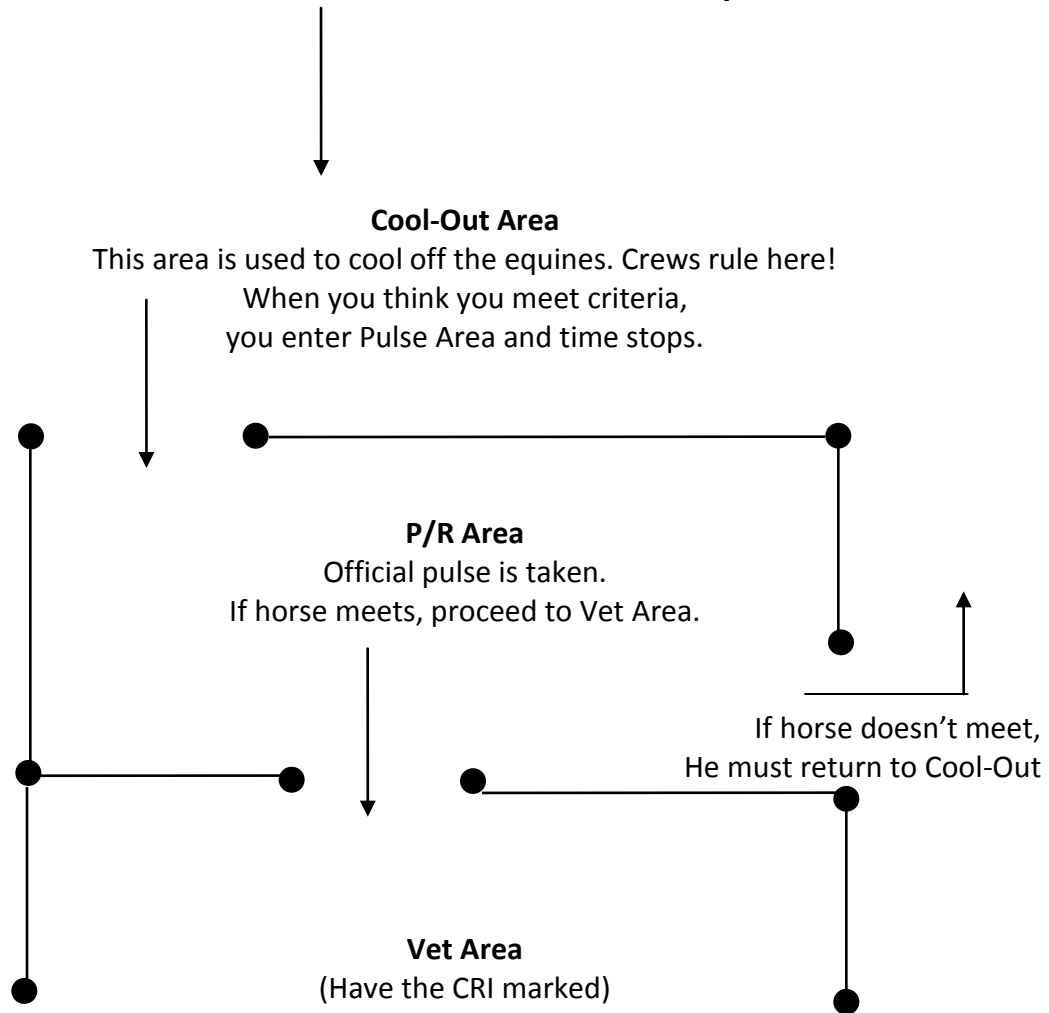 Cool-Out Area
This area is used to cool off the equines. Crews rule here!
When you think you meet criteria,
you enter Pulse Area and time stops.
P/R Area
Official pulse is taken.
If horse meets, proceed to Vet Area.
If horse doesn’t meet,
He must return to Cool-Out
Vet Area
(Have the CRI marked)